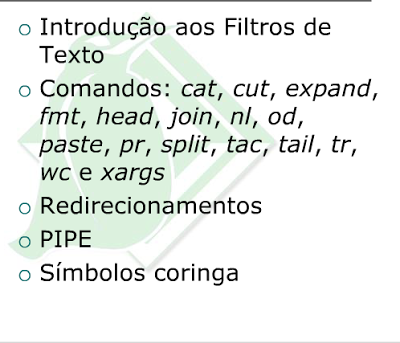 Introdução aos Filtros de
Texto
Comandos: cat, cut, expand,
fmt, head, join, nl, od,
paste, pr, split, tac, tail, tr,
wc e xargs
Redirecionamentos
PIPE
Símbolos coringa